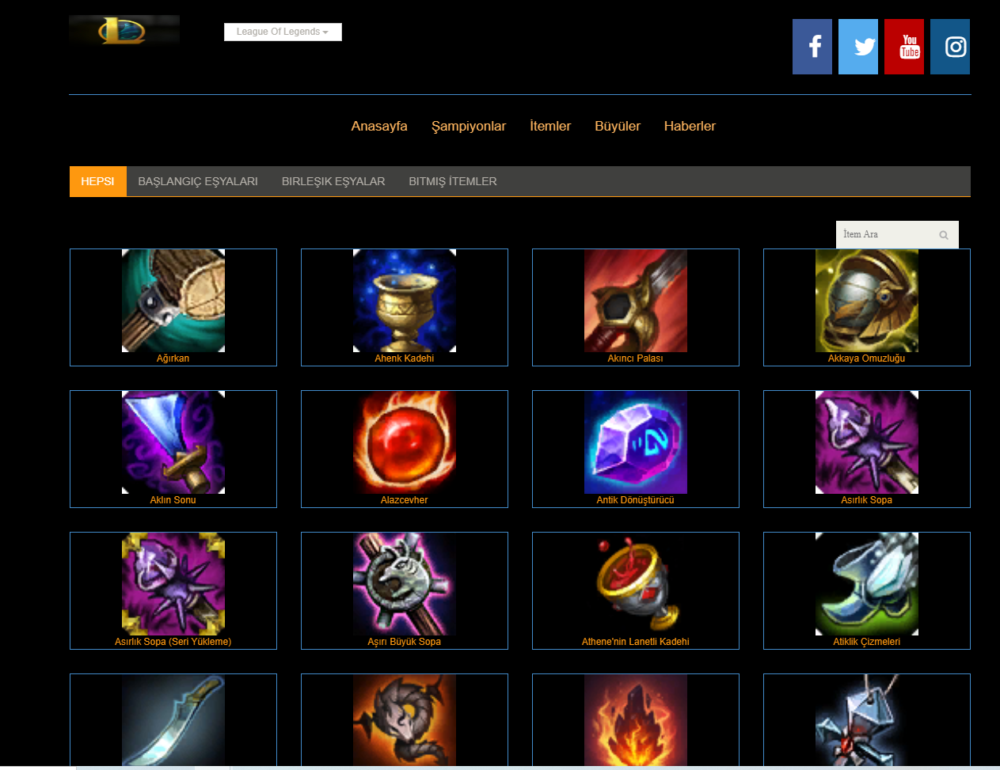 League Of Legends
You
Tube
Anasayfa Şampiyonlar İtemler Büyüler Haberler
HEPSI BAŞLANGIÇ EŞYALARI BIRLEŞIK EŞYALAR BITMIŞ İTEMLER
İtem Ara
Ağırkan Ahenk Kadehi Akıncı Palası Akkaya Omuzluğu
Aklın Sonu Alazcevher Antik Dönüştürücü Asırlık Sopa
Asırlık Sopa (Seri Yükleme) Aşırı Büyük Sopa Athene'nin Lanetli Kadehi Atiklik Çizmeleri